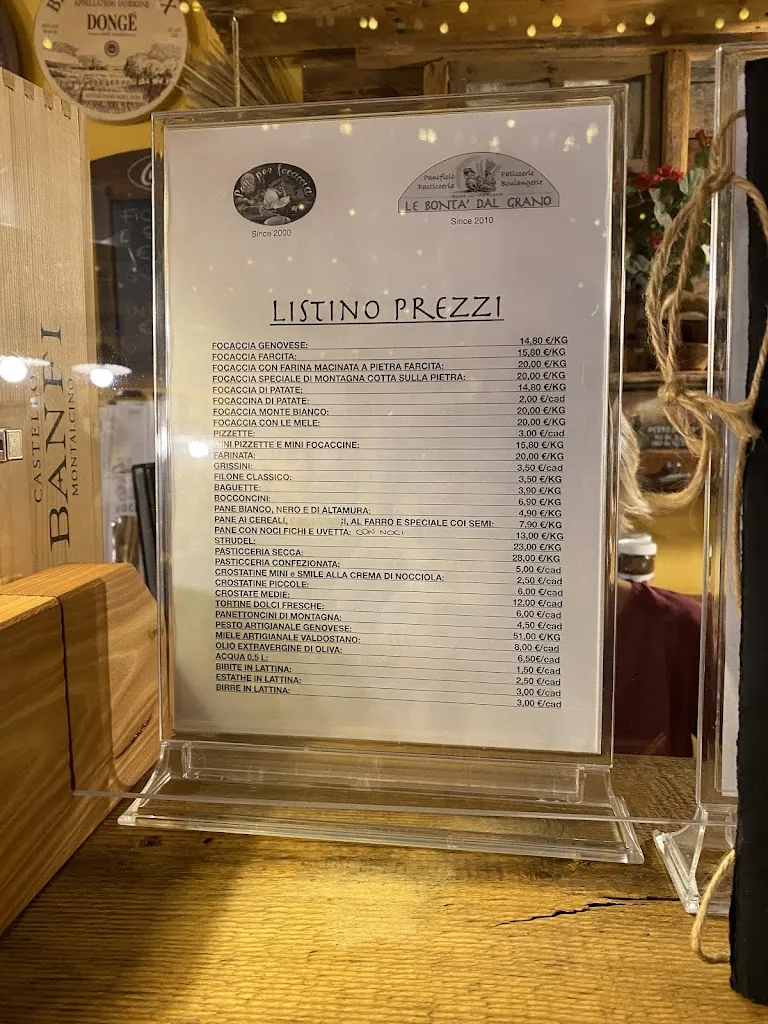 APPELLATION D'ORIGINE
DONGÉ
CASTELLO
BANFI
MONTALCINO
Pazzi per focaccia
Since 2000
Panificio Patisserie
Pasticceria Boulangerie
LE BONTA' DAL GRANO
Since 2010
LISTINO PREZZI
FOCACCIA GENOVESE: 14,80 €/KG
FOCACCIA FARCITA: 15,80 €/KG
FOCACCIA CON FARINA MACINATA A PIETRA FARCITA: 20,00 €/KG
FOCACCIA SPECIALE DI MONTAGNA COTTA SULLA PIETRA: 20,00 €/KG
FOCACCIA DI PATATE: 14,80 €/KG
FOCACCINA DI PATATE: 2,00 €/cad
FOCACCIA MONTE BIANCO: 20,00 €/KG
FOCACCIA CON LE MELE: 20,00 €/KG
PIZZETTE: 3,00 €/cad
MINI PIZZETTE E MINI FOCACCINE: 15,80 €/KG
FARINATA: 20,00 €/KG
GRISSINI: 3,50 €/cad
FILONE CLASSICO: 3,50 €/KG
BAGUETTE: 3,90 €/KG
BOCCONCINI: 6,90 €/KG
PANE BIANCO, NERO E DI ALTAMURA: 4,90 €/KG
PANE AI CEREALI, CI, AL FARRO E SPECIALE COI SEMI: 7,90 €/KG
PANE CON NOCI FICHI E UVETTA: CON NOCI 13,00 €/KG
STRUDEL: 23,00 €/KG
PASTICCERIA SECCA: 28,00 €/KG
PASTICCERIA CONFEZIONATA: 5,00 €/cad
CROSTATINE MINI e SMILE ALLA CREMA DI NOCCIOLA: 2,50 €/cad
CROSTATINE PICCOLE: 6,00 €/cad
CROSTATE MEDIE: 12,00 €/cad
TORTINE DOLCI FRESCHE: 6,00 €/cad
PANETTONCINI DI MONTAGNA: 4,50 €/cad
PESTO ARTIGIANALE GENOVESE: 51,00 €/KG
MIELE ARTIGIANALE VALDOSTANO: 8,00 €/cad
OLIO EXTRAVERGINE DI OLIVA: 6,50€/cad
ACQUA 0,5 L: 1,50 €/cad
BIBITE IN LATTINA: 2,50 €/cad
ESTATHE IN LATTINA: 3,00 €/cad
BIRRE IN LATTINA: 3,00 €/cad